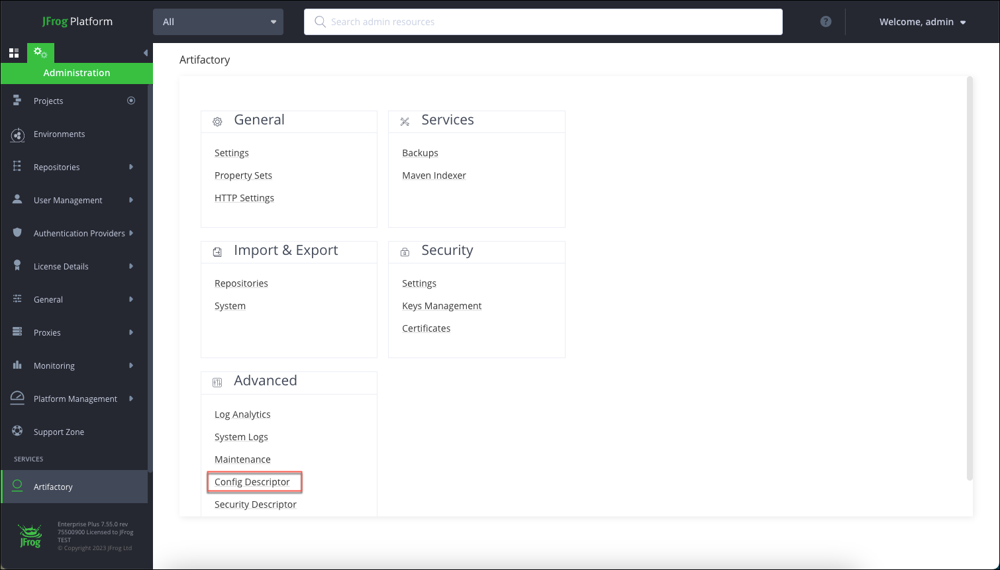 JFrog Platform
All
Search admin resources
?
Welcome, admin
Administration
Projects
Environments
Repositories
User Management
Authentication Providers
License Details
General
Proxies
Monitoring
Platform Management
Support Zone
SERVICES
Artifactory
JFrog
Enterprise Plus 7.55.0 rev
75500900 Licensed to JFrog
TEST
© Copyright 2023 JFrog Ltd
Artifactory
General
Settings
Property Sets
HTTP Settings
Services
Backups
Maven Indexer
Import & Export
Repositories
System
Security
Settings
Keys Management
Certificates
Advanced
Log Analytics
System Logs
Maintenance
Config Descriptor
Security Descriptor